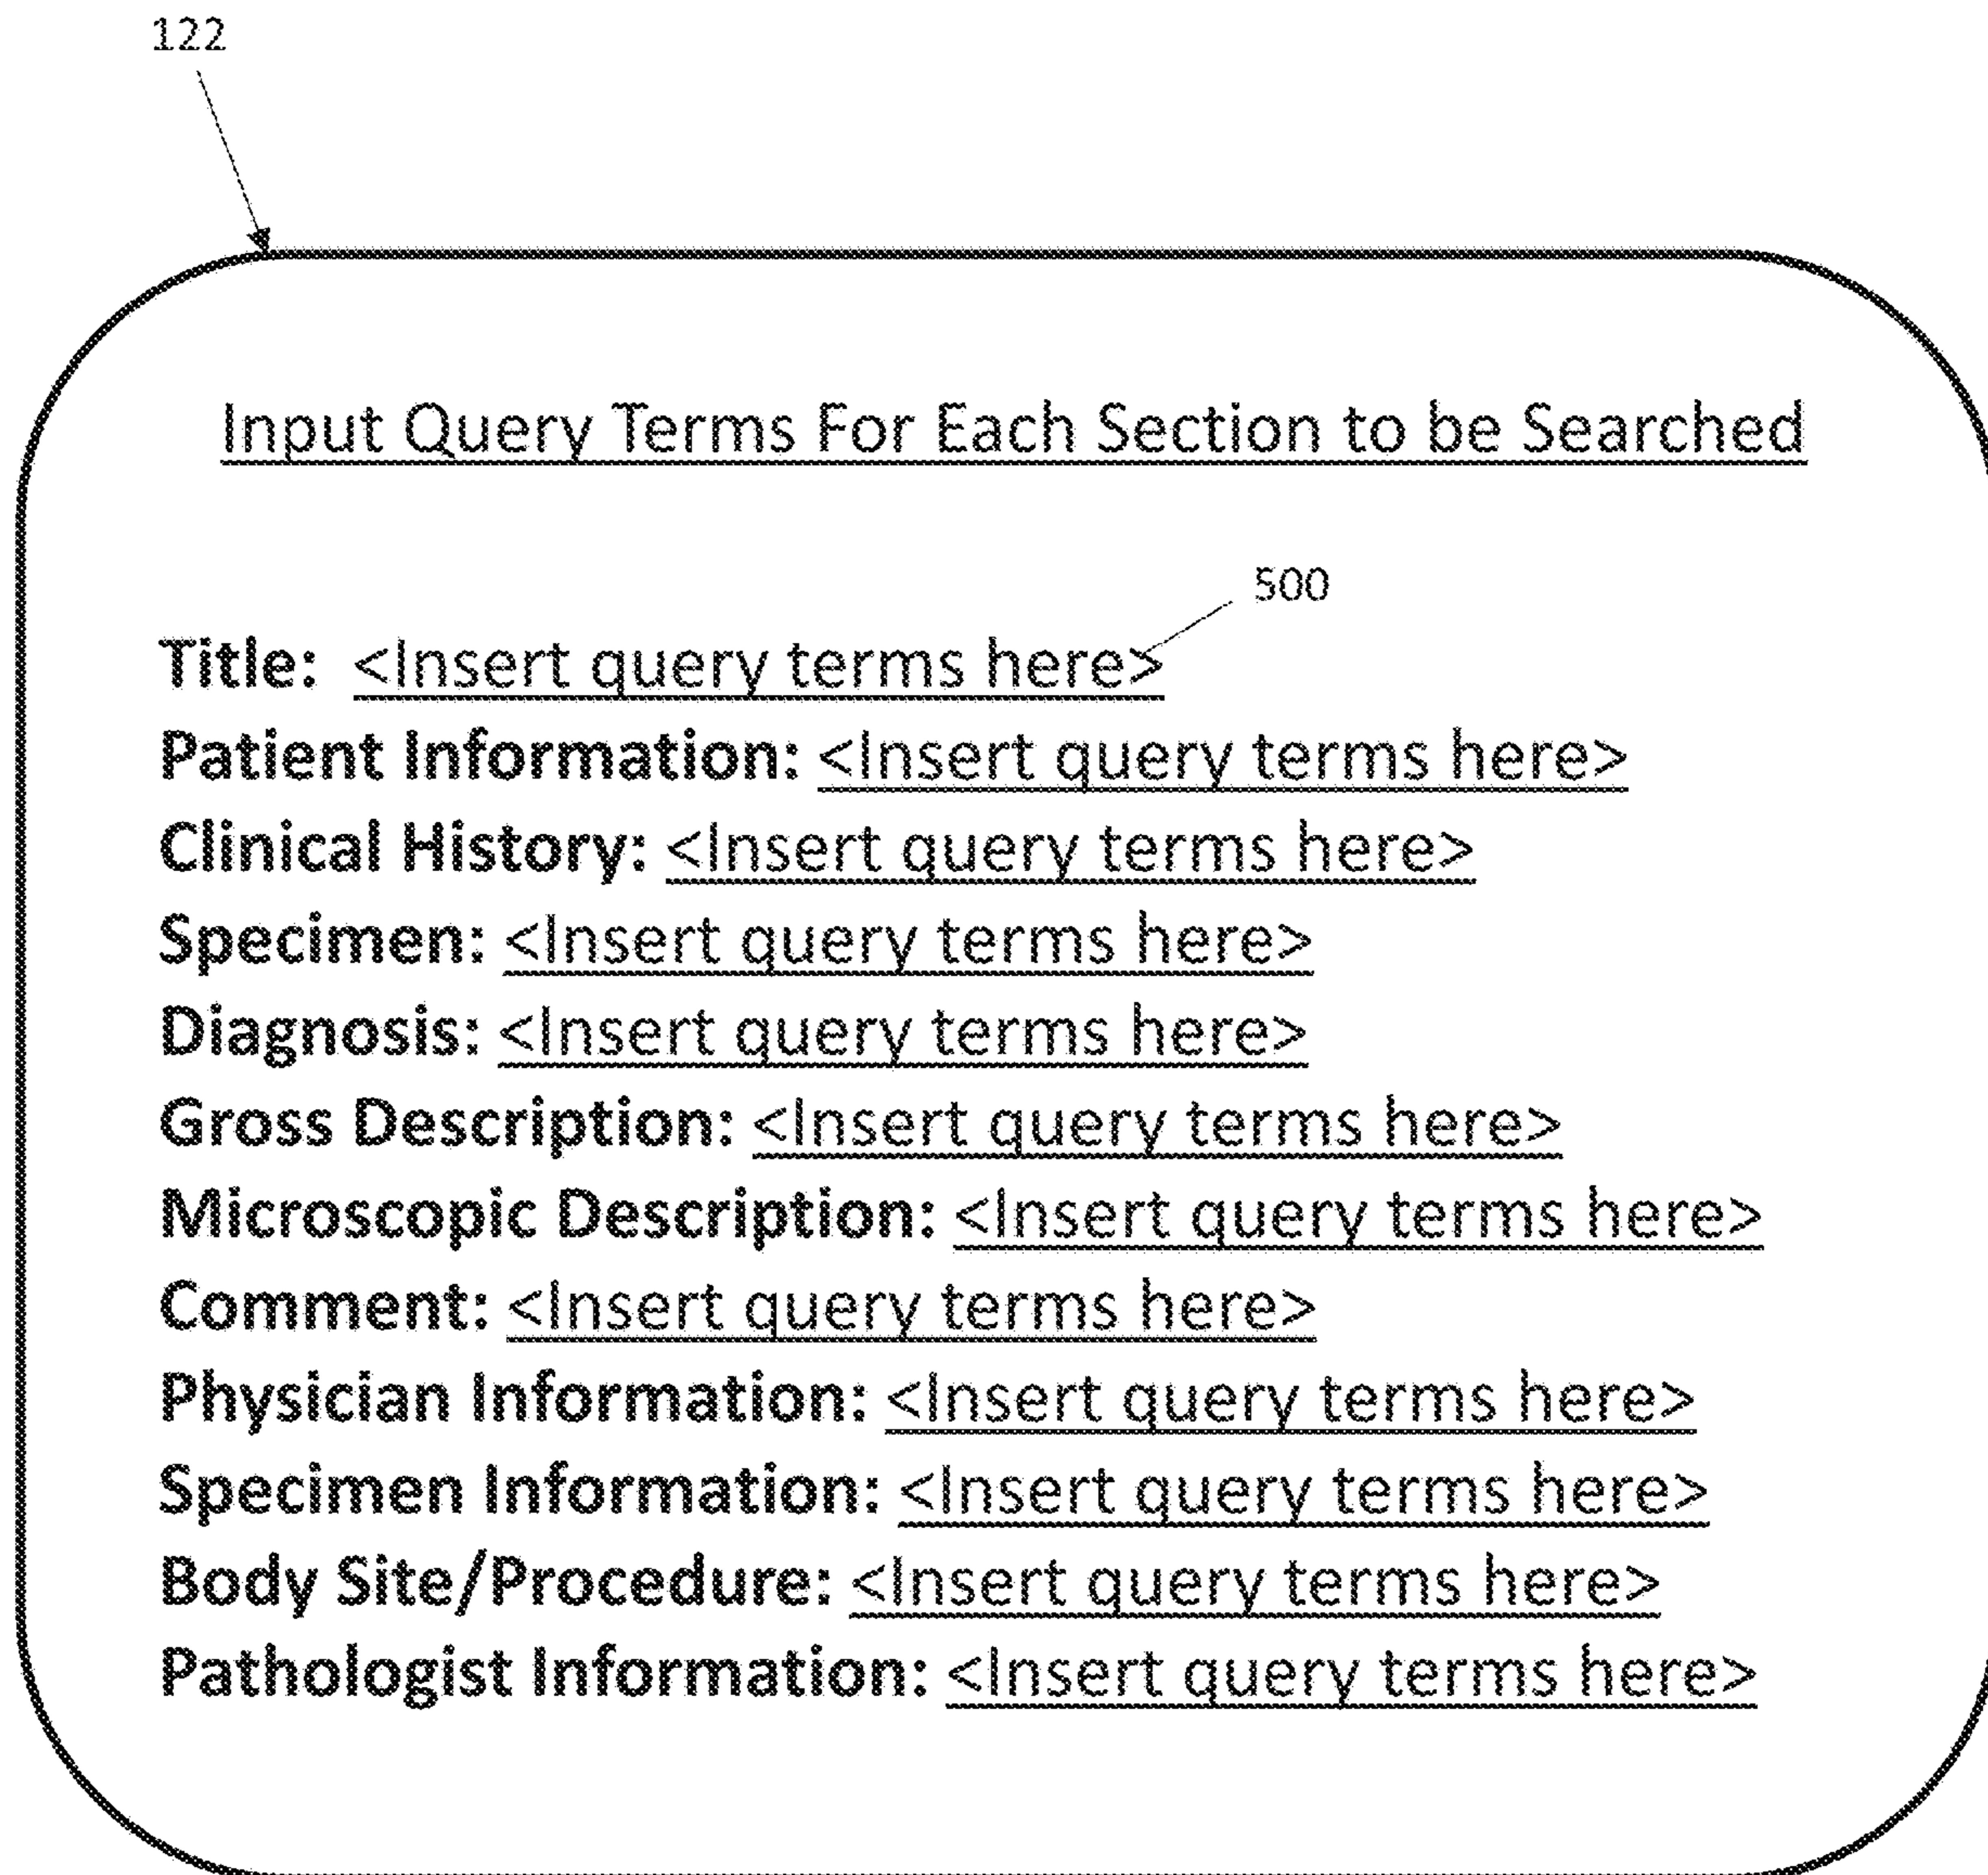 122
Input Query Terms For Each Section to be Searched
500
Title: <Insert query terms here>
Patient Information: <Insert query terms here>
Clinical History: <Insert query terms here>
Specimen: <Insert query terms here>
Diagnosis: <Insert query terms here>
Gross Description: <Insert query terms here>
Microscopic Description: <Insert query terms here>
Comment: <Insert query terms here>
Physician Information: <Insert query terms here>
Specimen Information: <Insert query terms here>
Body Site/Procedure: <Insert query terms here>
Pathologist Information: <Insert query terms here>